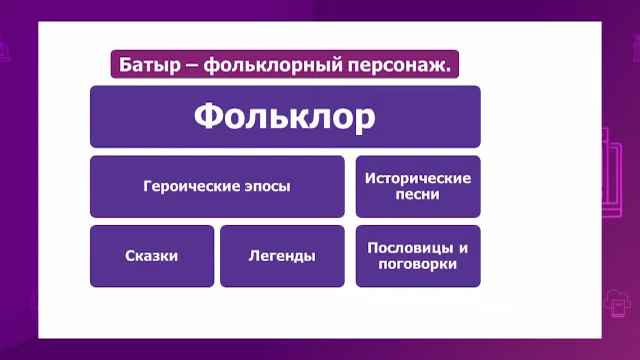 Батыр – фольклорный персонаж.
Фольклор
Героические эпосы
Исторические
песни
Сказки
Легенды
Пословицы и
поговорки